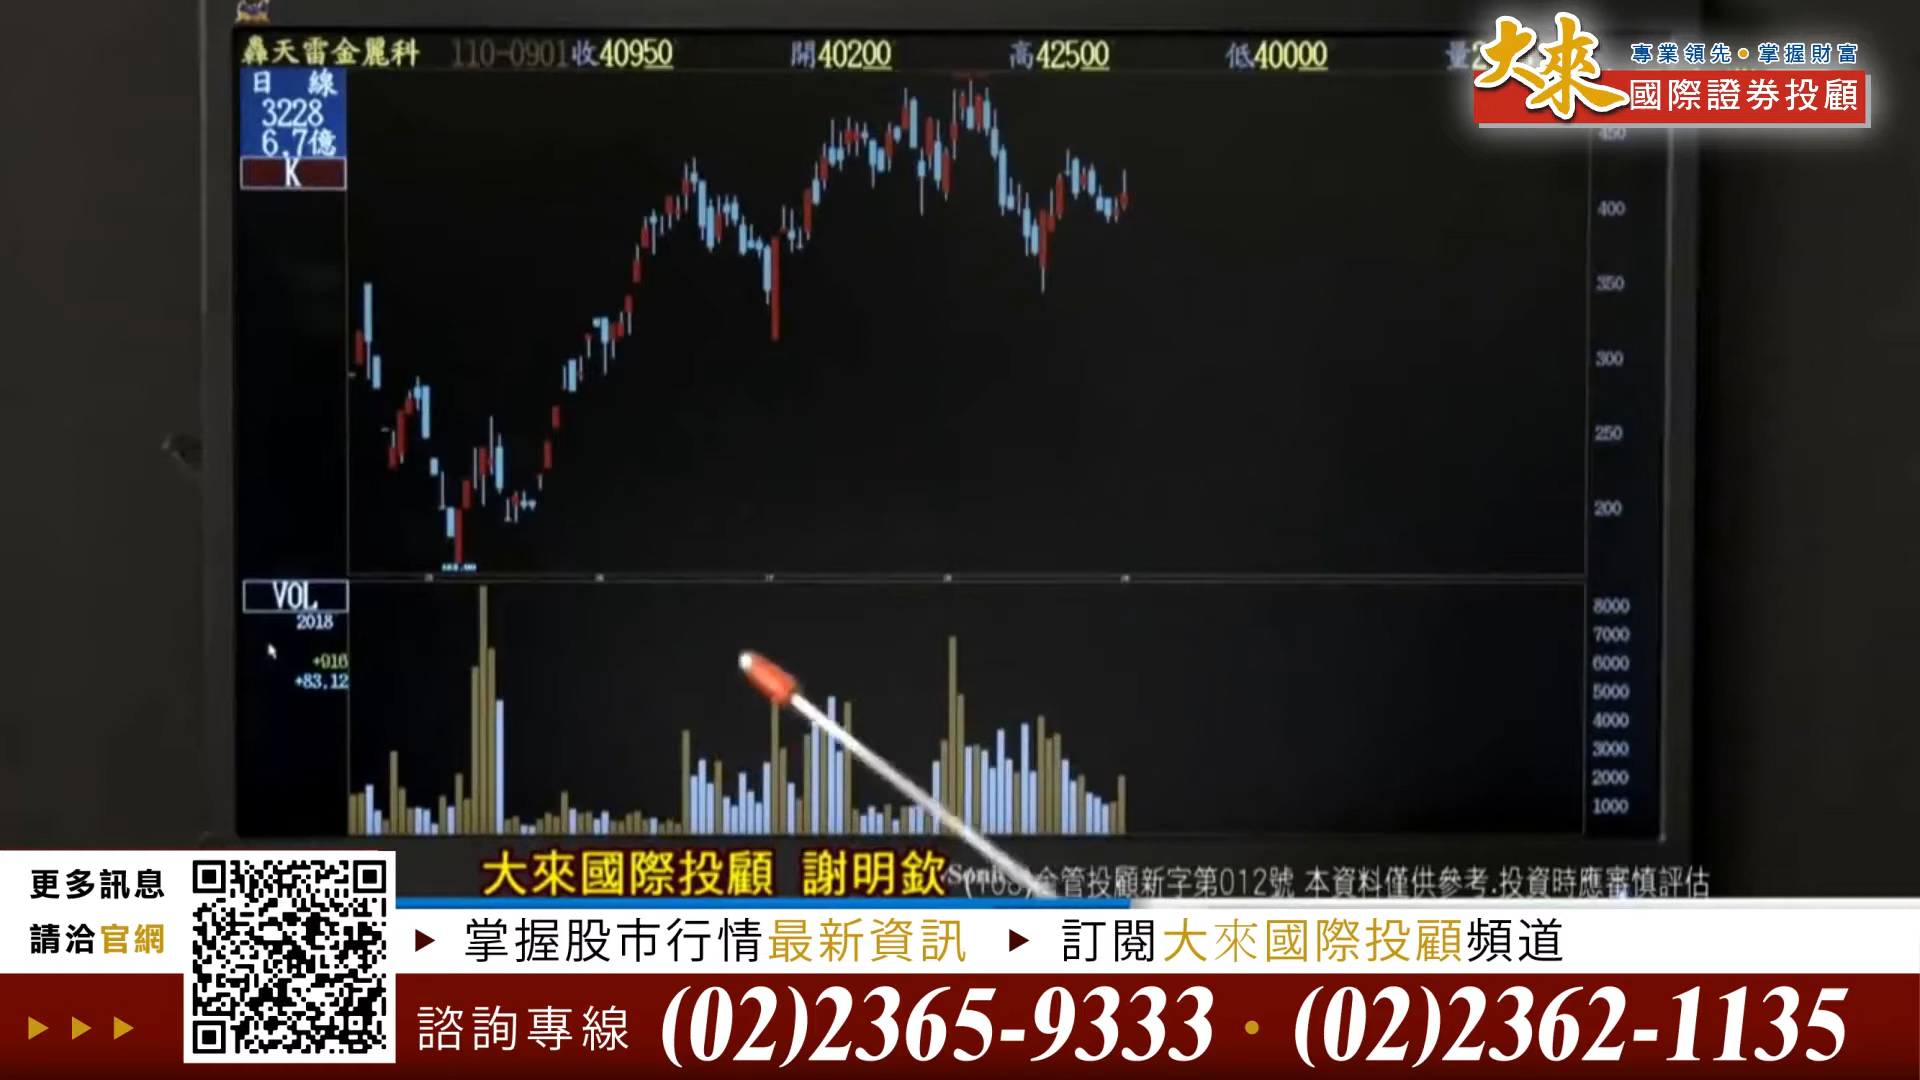 轟天雷金麗科 110-0901收40950 開40200 高42500 低40000 量2
大來
專業領先•掌握財富
國際證券投顧
日 線
3228
6.7億
K
450
400
350
300
250
200
VOL
2018
+916
+83,12
8000
7000
6000
5000
4000
3000
2000
1000
大來國際投顧 謝明欽
金管投顧新字第012號 本資料僅供參考.投資時應審慎評估
更多訊息
請洽官網
掌握股市行情最新資訊 訂閱大來國際投顧頻道
諮詢專線 (02)2365-9333•(02)2362-1135